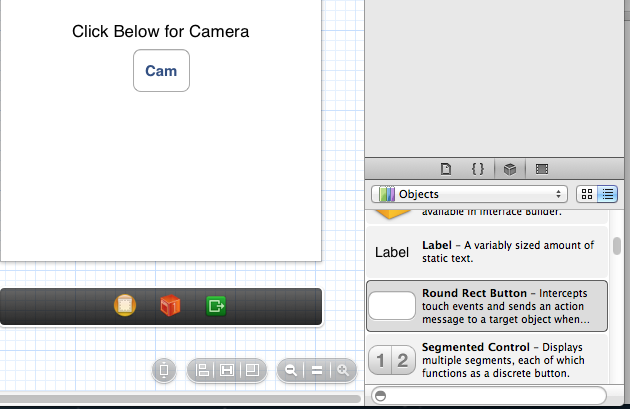 Click Below for Camera
Cam
{ }
Objects
available in Interface Builder.
Label
Label – A variably sized amount of
static text.
Round Rect Button – Intercepts
touch events and sends an action
message to a target object when...
1 2
Segmented Control – Displays
multiple segments, each of which
functions as a discrete button.